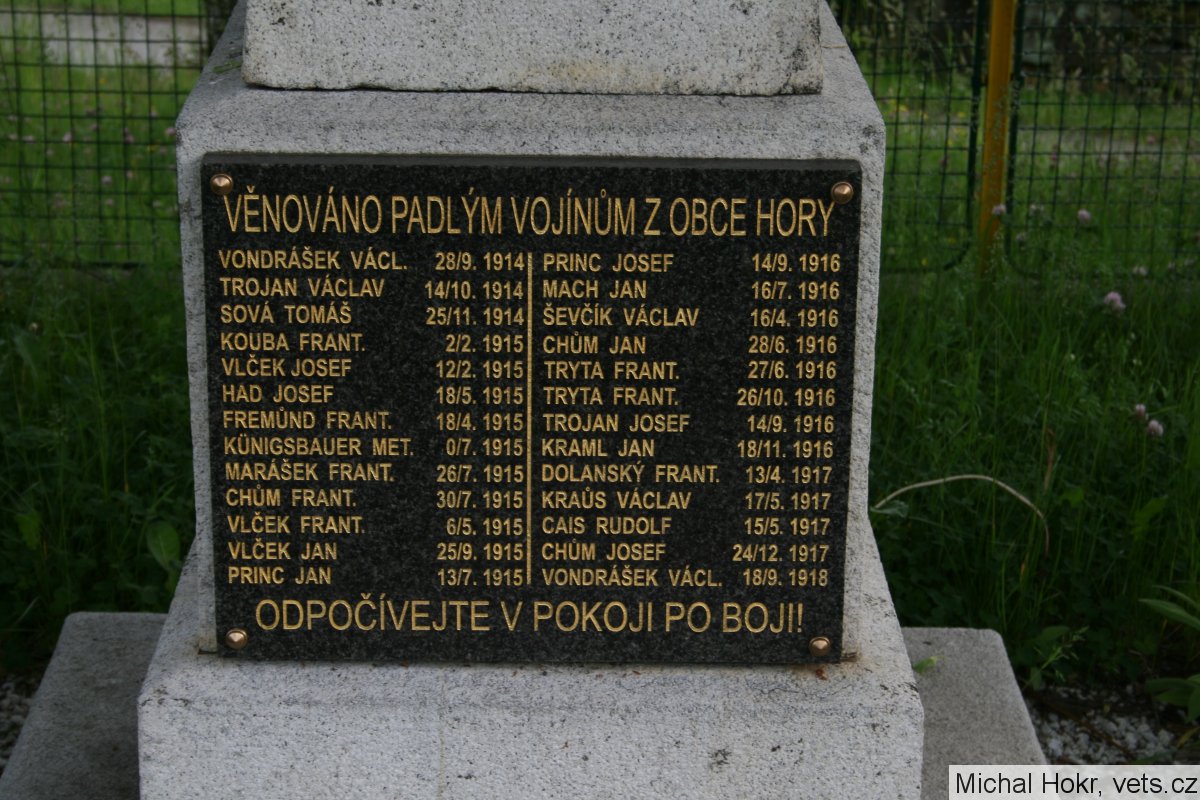 VĚNOVÁNO PADLÝM VOJÍNŮM Z OBCE HORY
VONDRÁŠEK VÁCL. 28/9. 1914
TROJAN VÁCLAV 14/10. 1914
SOVÁ TOMÁŠ 25/11. 1914
KOUBA FRANT. 2/2. 1915
VLČEK JOSEF 12/2. 1915
HAD JOSEF 18/5. 1915
FREMŮND FRANT. 18/4. 1915
KÜNIGSBAUER MET. 0/7. 1915
MARÁŠEK FRANT. 26/7. 1915
CHŮM FRANT. 30/7. 1915
VLČEK FRANT. 6/5. 1915
VLČEK JAN 25/9. 1915
PRINC JAN 13/7. 1915
PRINC JOSEF 14/9. 1916
MACH JAN 16/7. 1916
ŠEVČÍK VÁCLAV 16/4. 1916
CHŮM JAN 28/6. 1916
TRYTA FRANT. 27/6. 1916
TRYTA FRANT. 26/10. 1916
TROJAN JOSEF 14/9. 1916
KRAML JAN 18/11. 1916
DOLANSKÝ FRANT. 13/4. 1917
KRAŮS VÁCLAV 17/5. 1917
CAIS RUDOLF 15/5. 1917
CHŮM JOSEF 24/12. 1917
VONDRÁŠEK VÁCL. 18/9. 1918
ODPOČÍVEJTE V POKOJI PO BOJI!
Michal Hokr, vets.cz